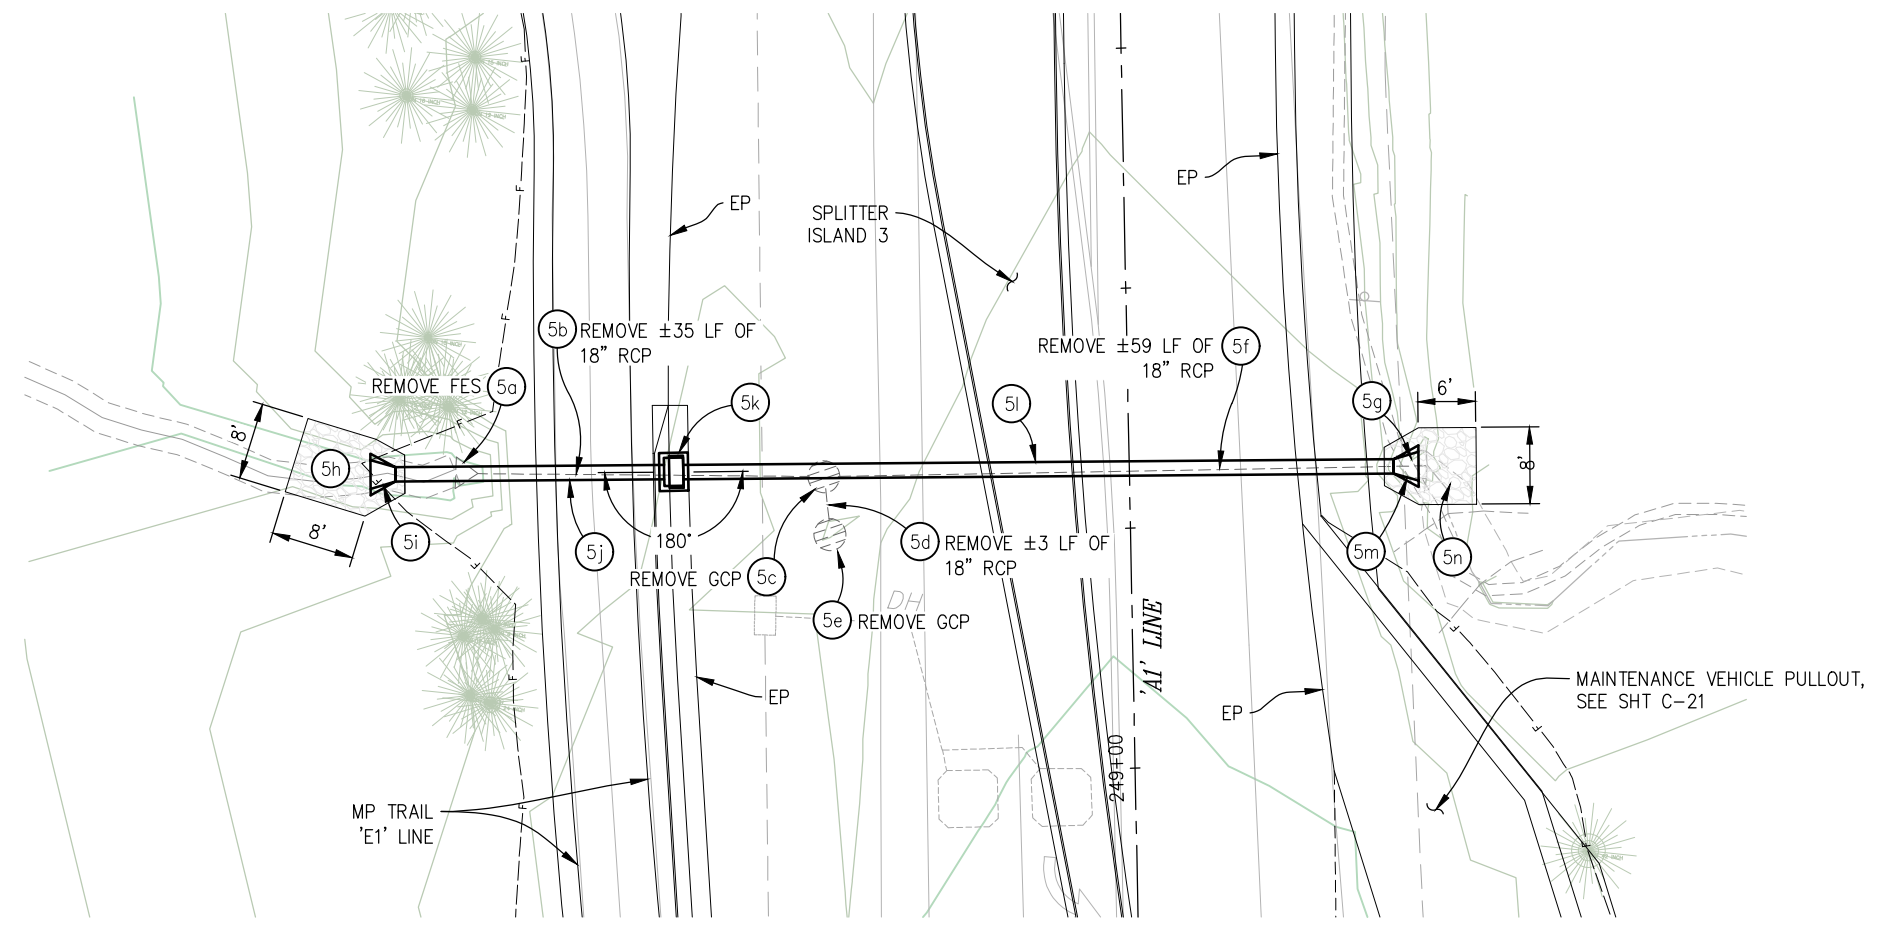 EP
EP
SPLITTER
ISLAND 3
5b REMOVE ±35 LF OF
18" RCP
REMOVE ±59 LF OF 5f
18" RCP
REMOVE FES 5a
5k
5l
5g
6'
8'
5h
8'
8'
5i
5j
180°
REMOVE GCP 5c
5d REMOVE ±3 LF OF
18" RCP
5m
5n
DH
5e REMOVE GCP
'A1' LINE
EP
EP
MAINTENANCE VEHICLE PULLOUT,
SEE SHT C-21
249+00
MP TRAIL
'E1' LINE
F
F
F
F
F
F
F
F
F
F
F